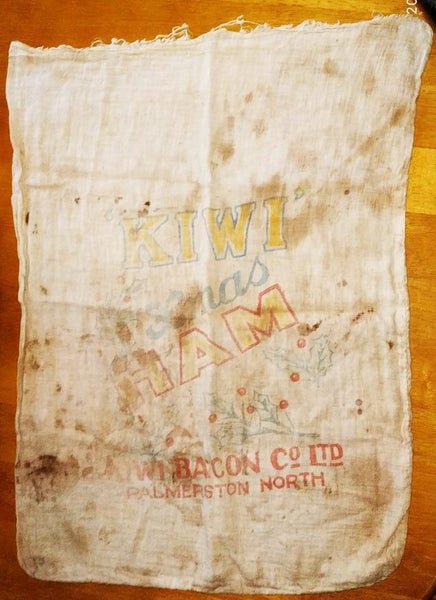 "KIWI"
Xmas
HAM
KIWI BACON Co LTD
PALMERSTON NORTH